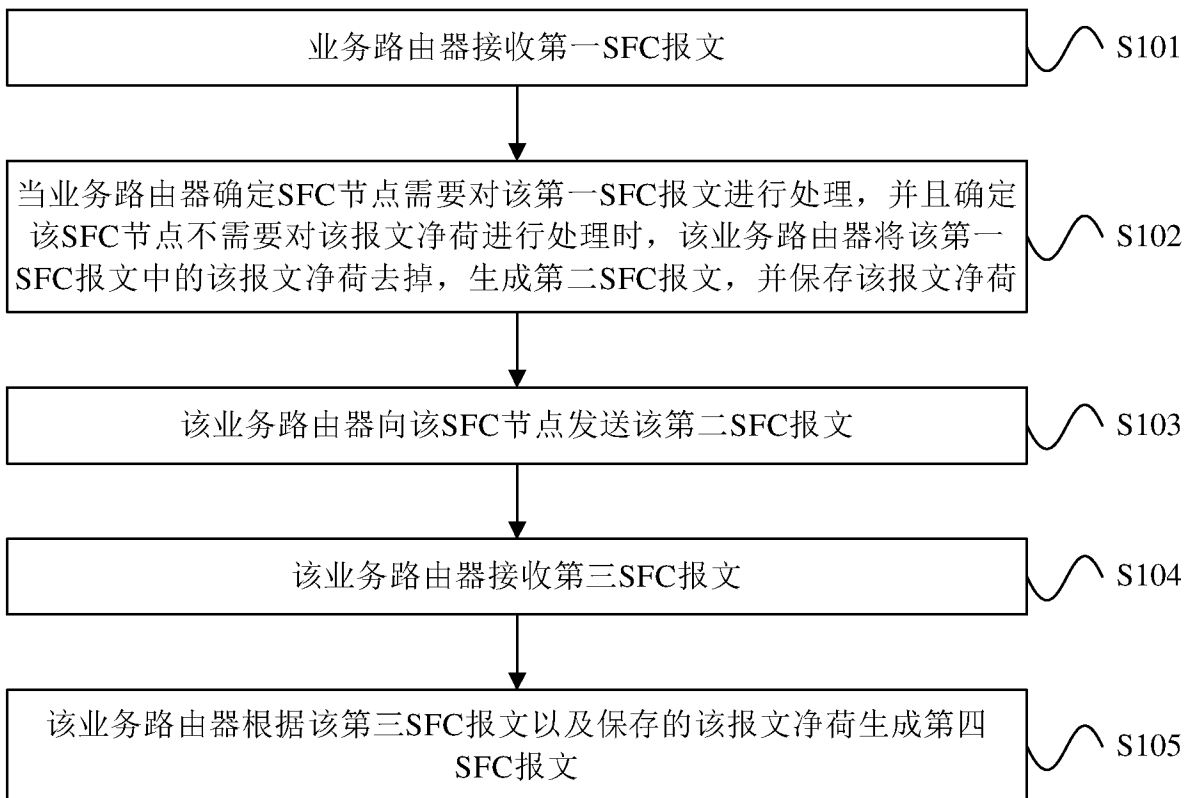 业务路由器接收第一SFC报文
S101
当业务路由器确定SFC节点需要对该第一SFC报文进行处理，并且确定
该SFC节点不需要对该报文净荷进行处理时，该业务路由器将该第一
SFC报文中的该报文净荷去掉，生成第二SFC报文，并保存该报文净荷
S102
该业务路由器向该SFC节点发送该第二SFC报文
S103
该业务路由器接收第三SFC报文
S104
该业务路由器根据该第三SFC报文以及保存的该报文净荷生成第四
SFC报文
S105